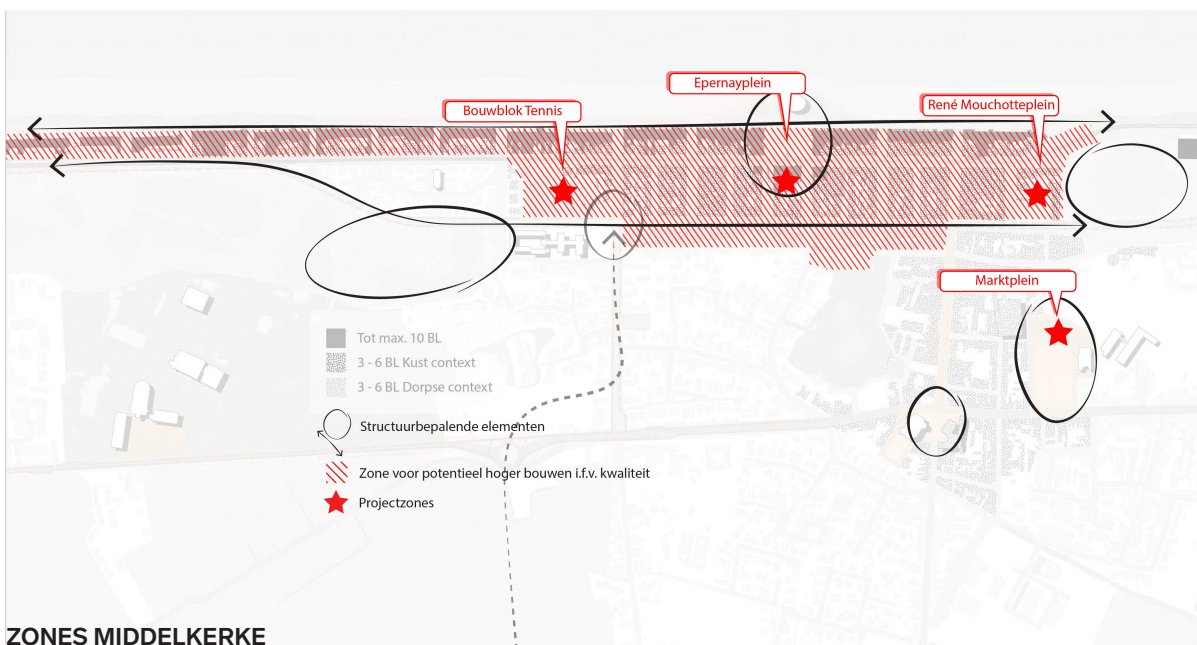 Epernayplein
Bouwblok Tennis
René Mouchotteplein
Marktplein
Tot max. 10 BL
3 - 6 BL Kust context
3 - 6 BL Dorpse context
Structuurbepalende elementen
Zone voor potentieel hoger bouwen i.f.v. kwaliteit
Projectzones
ZONES MIDDELKERKE